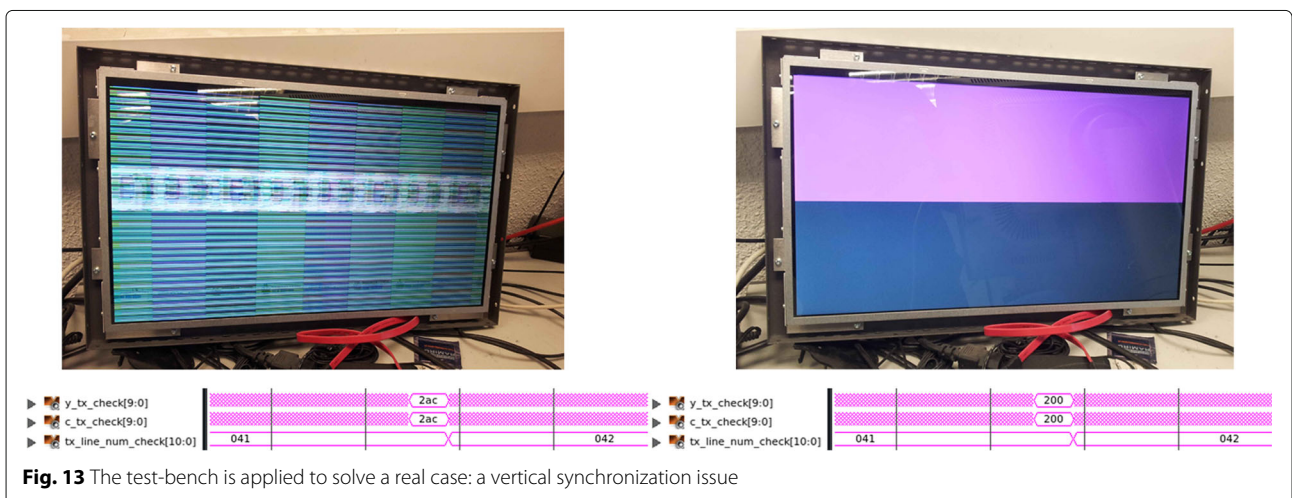 y_tx_check[9:0] 2ac
c_tx_check[9:0] 2ac
tx_line_num_check[10:0] 041 042
y_tx_check[9:0] 200
c_tx_check[9:0] 200
tx_line_num_check[10:0] 041 042
Fig. 13 The test-bench is applied to solve a real case: a vertical synchronization issue